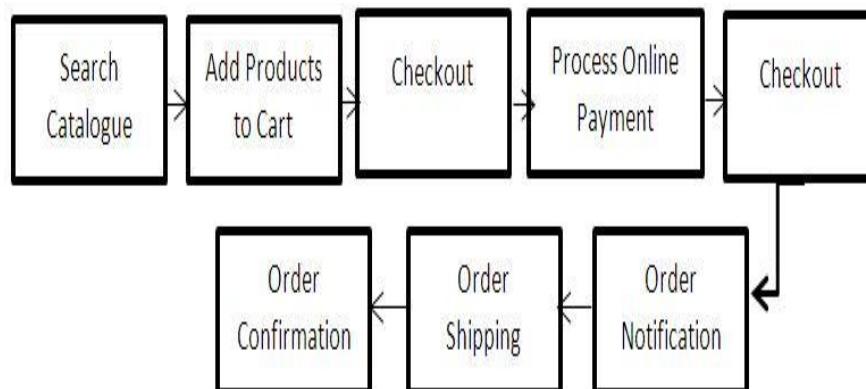 Search
Catalogue
Add Products
to Cart
Checkout
Process Online
Payment
Checkout
Order
Notification
Order
Shipping
Order
Confirmation